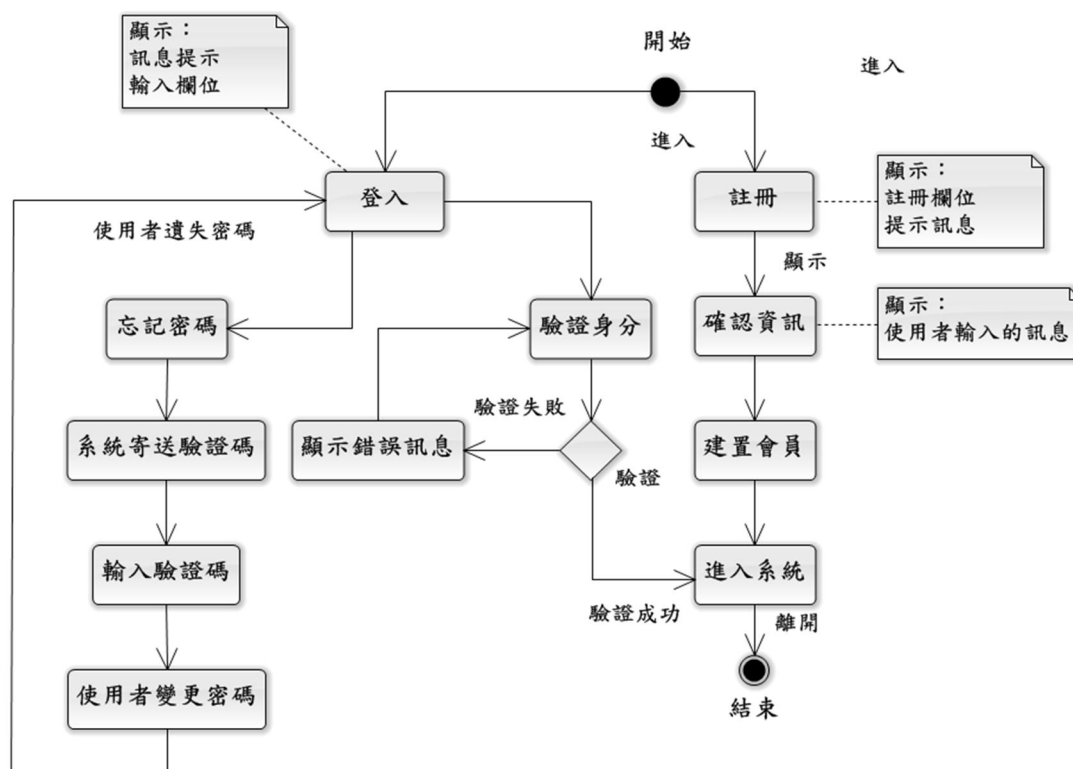 顯示：
訊息提示
輸入欄位
開始
進入
進入
登入
註冊
顯示：
註冊欄位
提示訊息
使用者遺失密碼
顯示
忘記密碼
驗證身分
確認資訊
顯示：
使用者輸入的訊息
驗證失敗
系統寄送驗證碼
顯示錯誤訊息
驗證
建置會員
輸入驗證碼
進入系統
驗證成功
離開
使用者變更密碼
結束